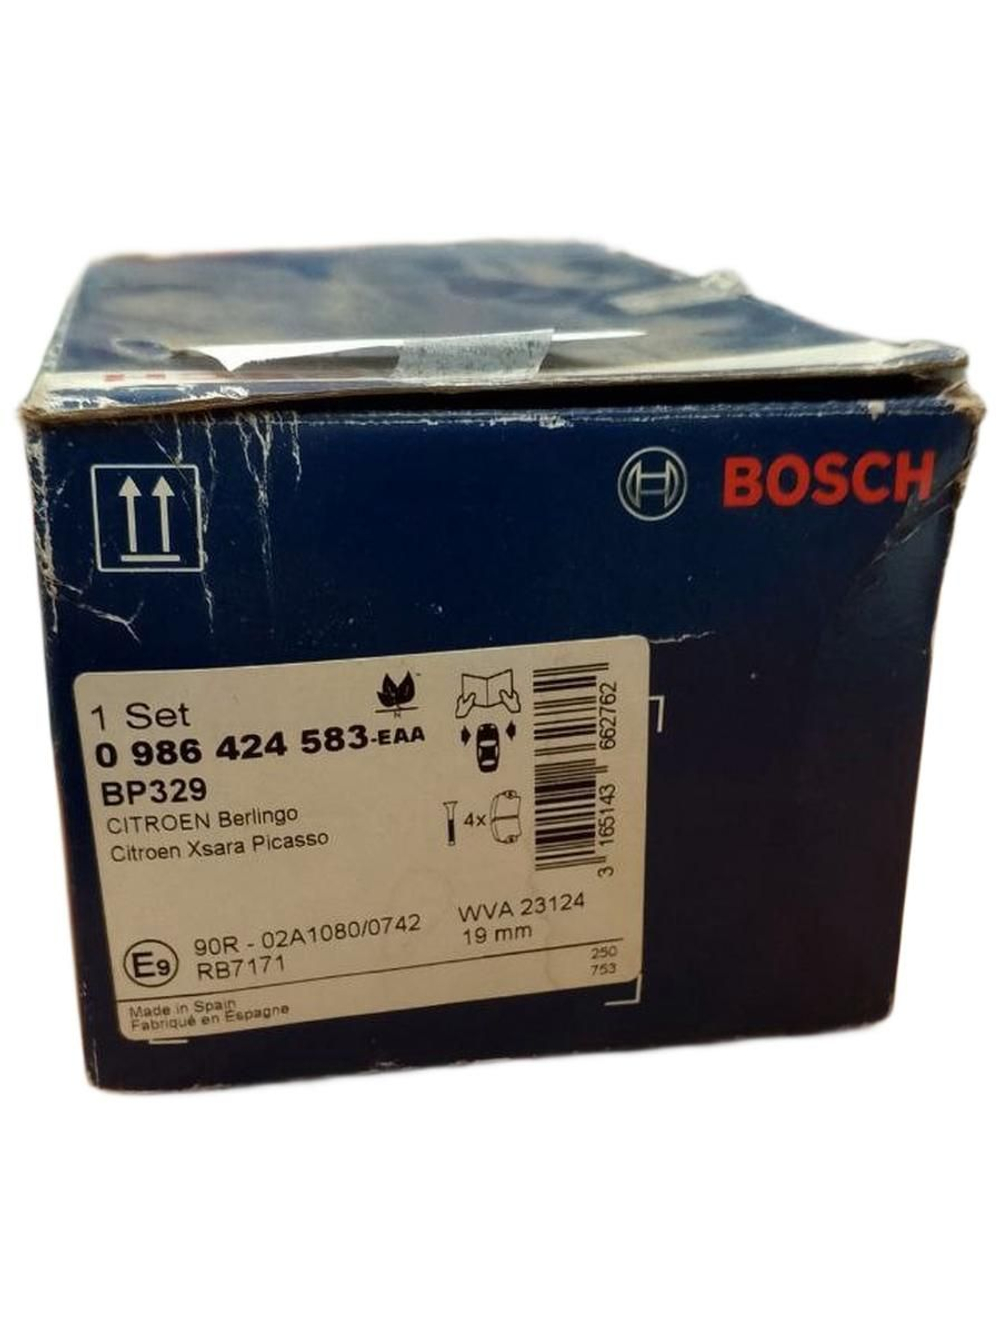 BOSCH
1 Set
N
0 986 424 583-EAA
BP329
CITROEN Berlingo
Citroen Xsara Picasso
4x
3 165143 662762
E9
90R - 02A1080/0742
RB7171
WVA 23124
19 mm
250
753
Made in Spain
Fabriqué en Espagne